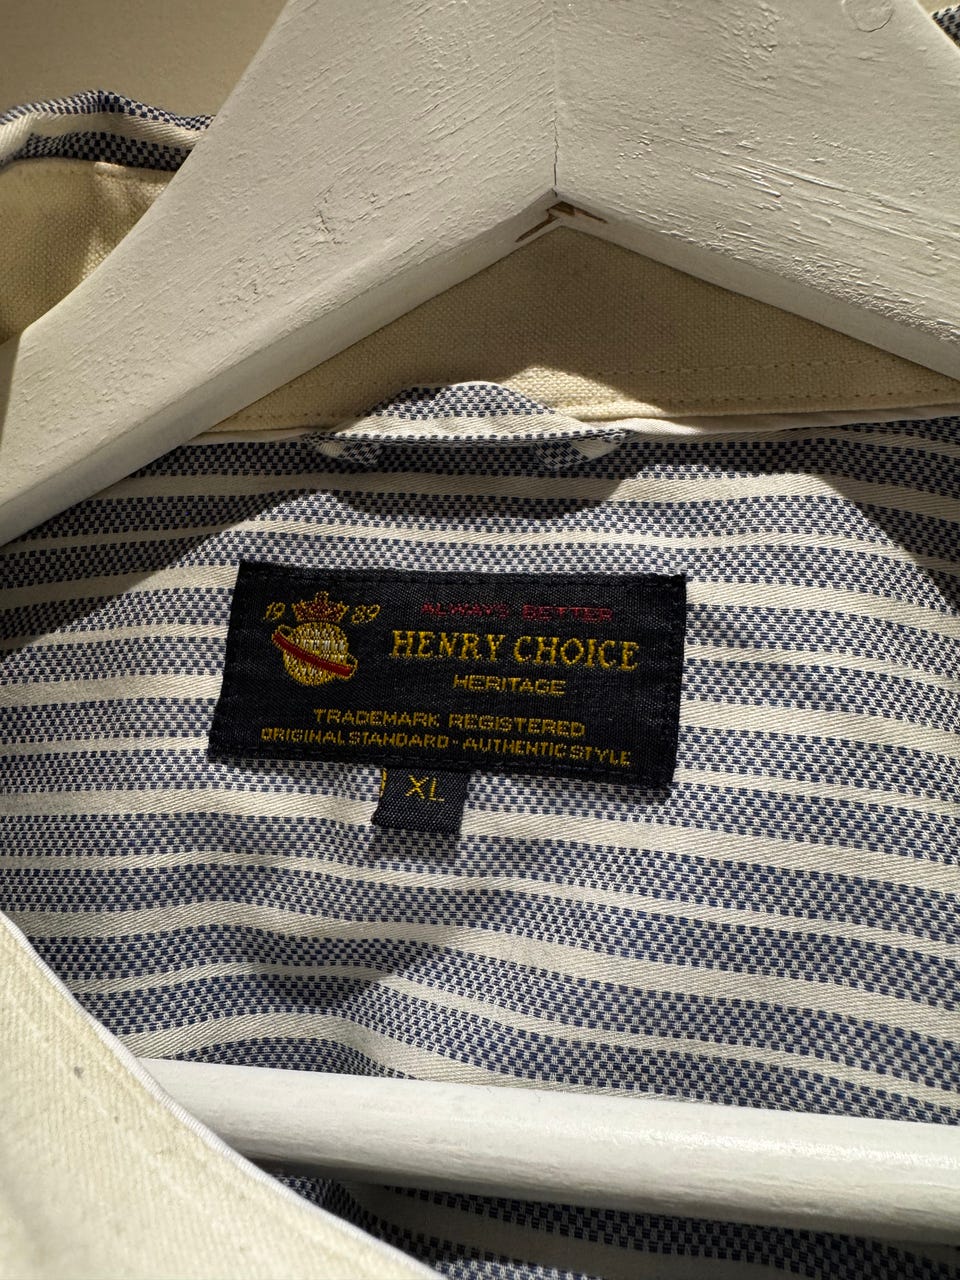 19 89
ALWAYS BETTER
HENRY CHOICE
HERITAGE
TRADEMARK REGISTERED
ORIGINAL STANDARD - AUTHENTIC STYLE
XL